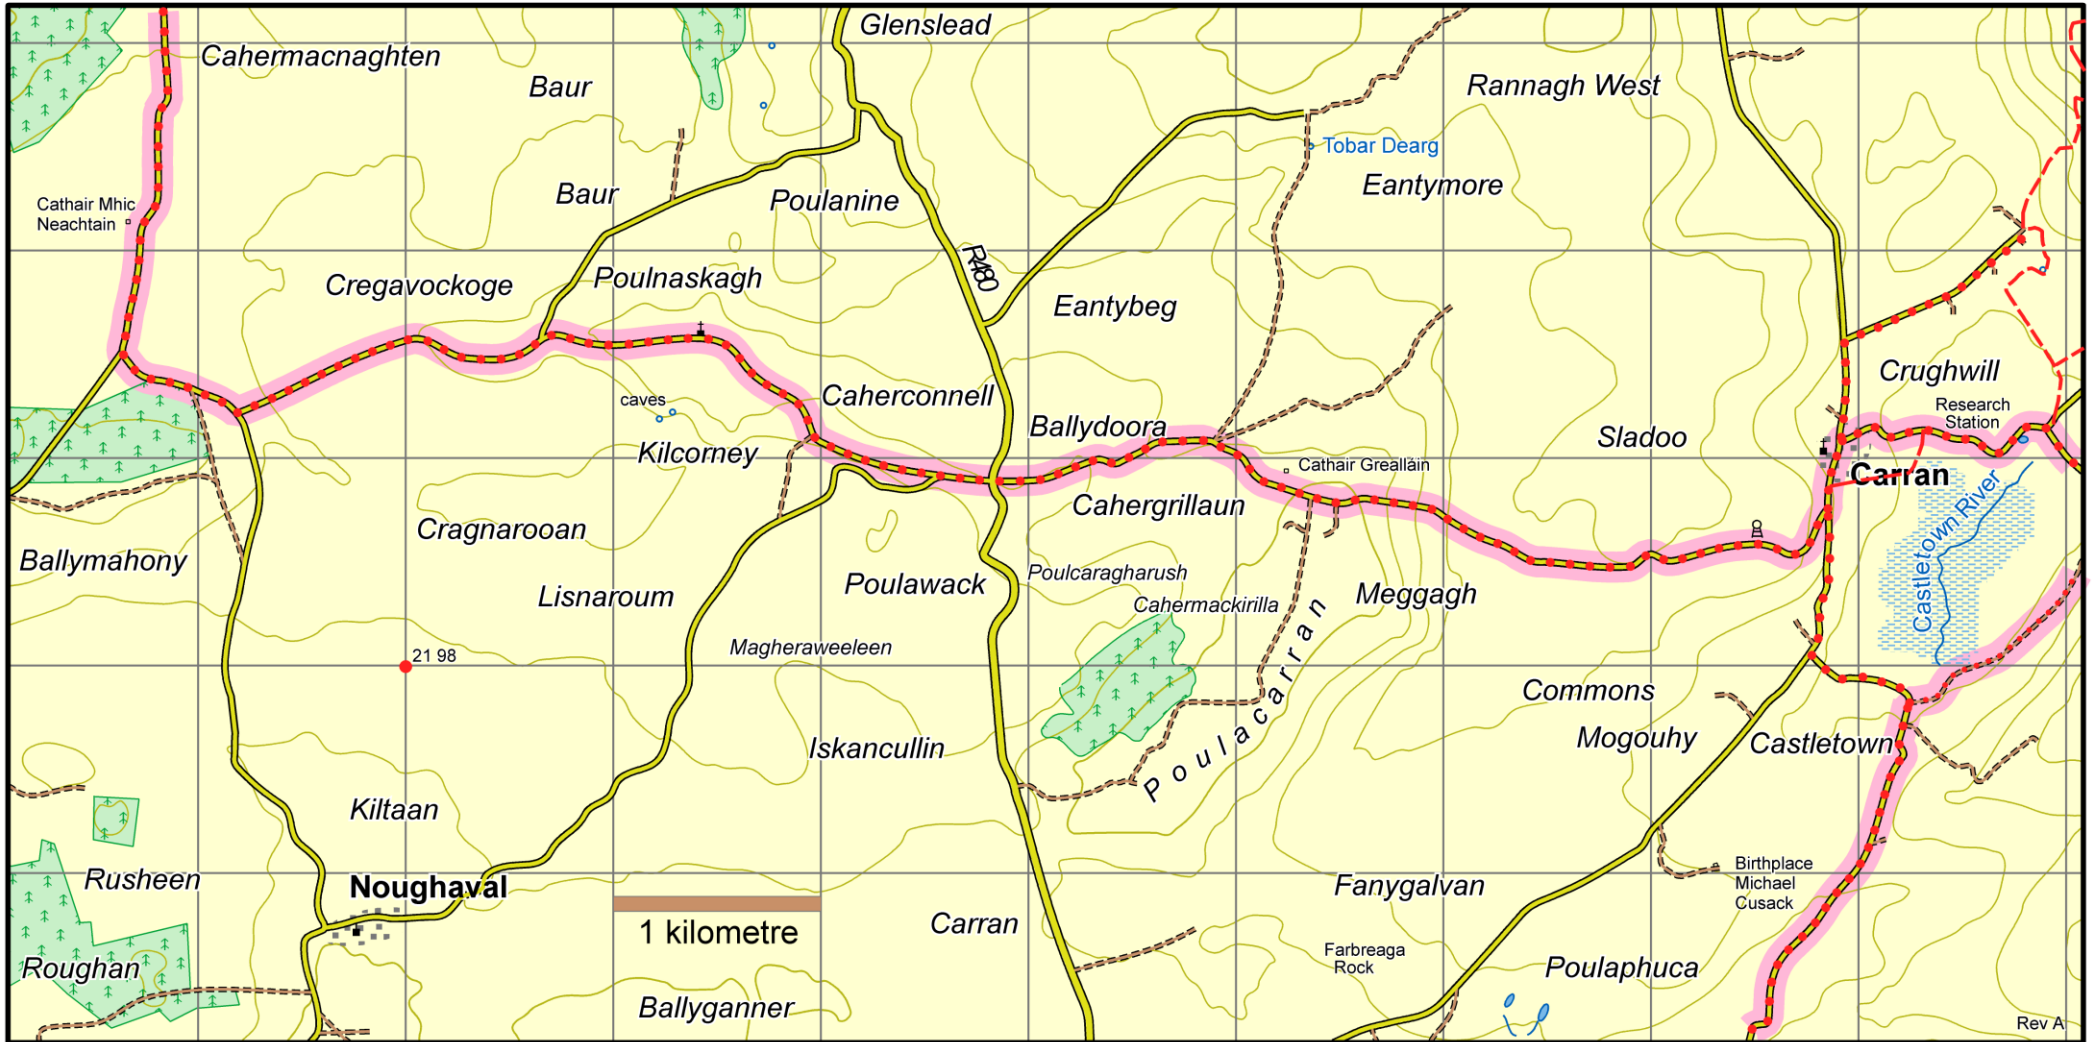 Glenslead
Cahermacnaghten
Baur
Rannagh West
Tobar Dearg
Eantymore
Baur
Poulanine
Cathair Mhic
Neachtain
R480
Cregavockoge
Poulnaskagh
Eantybeg
Crughwill
caves
Caherconnell
Research
Station
Ballydoora
Sladoo
Kilcorney
Cathair Grealláin
Carran
Cahergrillaun
Cragnarooan
Castletown River
Ballymahony
Poulcaragharush
Lisnaroum
Poulawack
Cahermackirilla
Meggagh
Magheraweeleen
21 98
Poulacarran
Commons
Iskancullin
Mogouhy
Castletown
Kiltaan
Rusheen
Noughaval
Birthplace
Michael
Cusack
Fanygalvan
Carran
1 kilometre
Farbreaga
Rock
Roughan
Poulaphuca
Ballyganner
Rev A